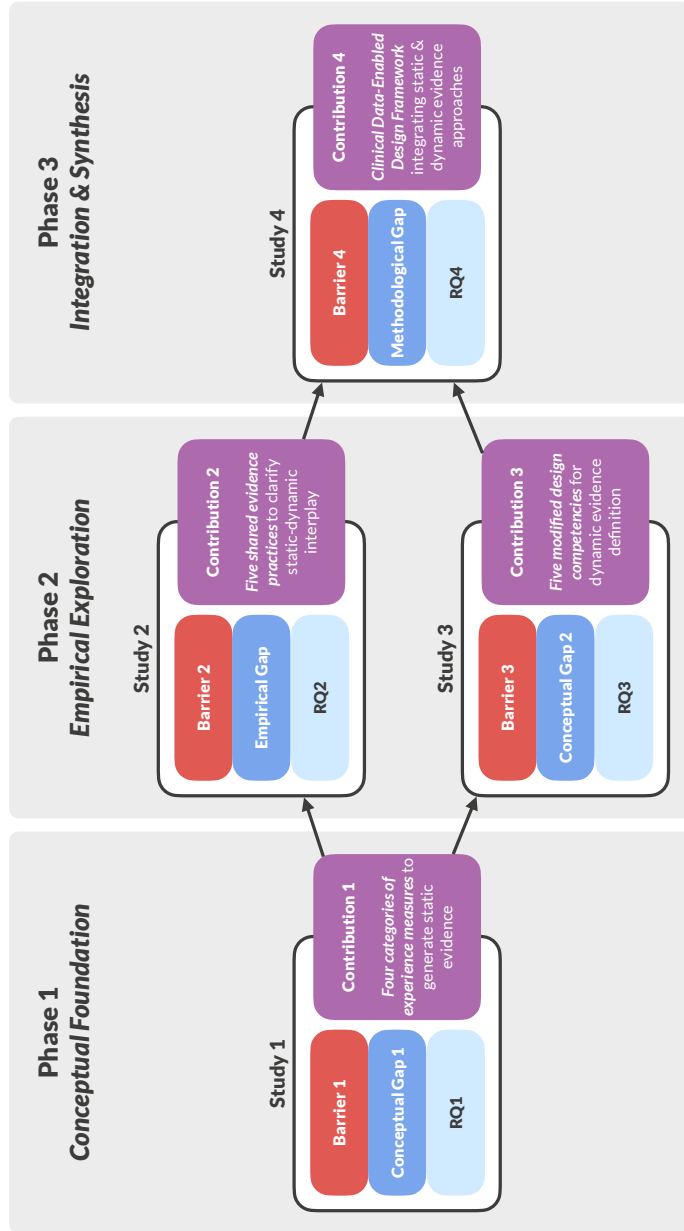 Phase 1
Conceptual Foundation
Study 1
Barrier 1
Conceptual Gap 1
RQ1
Contribution 1
Four categories of
experience measures to
generate static
evidence
Phase 2
Empirical Exploration
Study 2
Barrier 2
Empirical Gap
RQ2
Contribution 2
Five shared evidence
practices to clarify
static-dynamic
interplay
Study 3
Barrier 3
Conceptual Gap 2
RQ3
Contribution 3
Five modified design
competencies for
dynamic evidence
definition
Phase 3
Integration & Synthesis
Study 4
Barrier 4
Methodological Gap
RQ4
Contribution 4
Clinical Data-Enabled
Design Framework
integrating static &
dynamic evidence
approaches